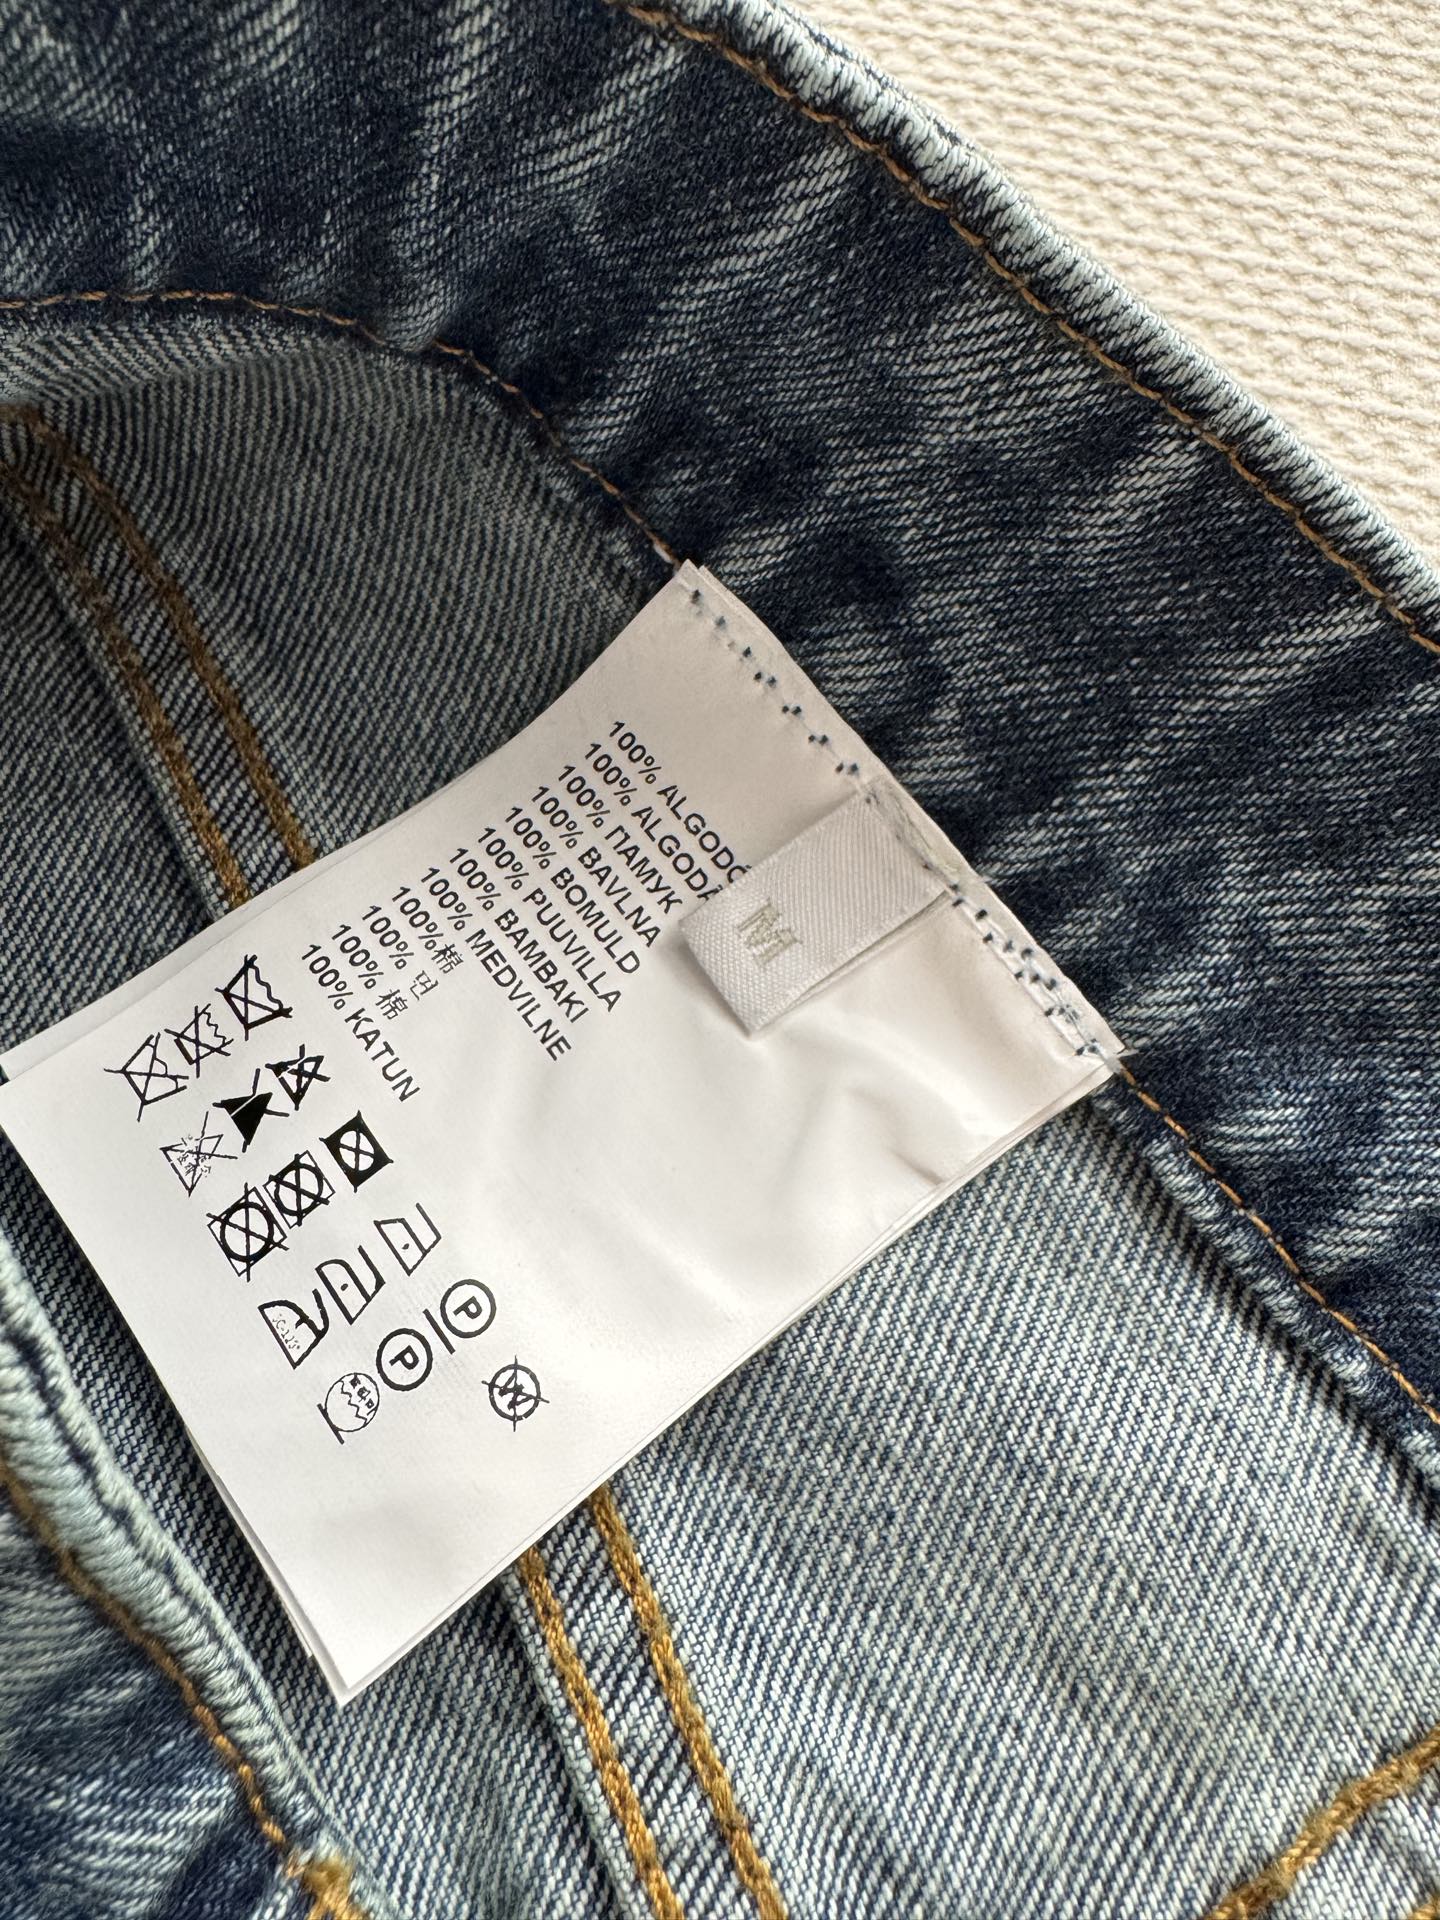 100% ALGODÓ
100% ALGODÃ
100% ПАМУК
100% BAVLNA
100% BOMULD
100% PUUVILLA
100% BAMBAKI
100% MEDVILNE
100%棉
100% 면
100% 棉
100% KATUN
M
P
P
W